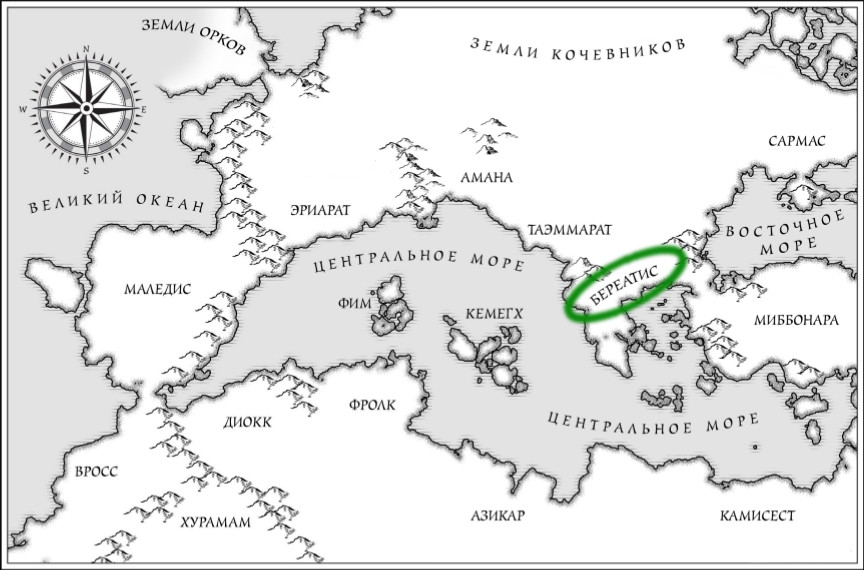 ЗЕМЛИ ОРКОВ
ЗЕМЛИ КОЧЕВНИКОВ
N
W
E
S
САРМАС
АМАНА
ВЕЛИКИЙ ОКЕАН
ЭРИАРАТ
ТАЭММАРАТ
ВОСТОЧНОЕ
МОРЕ
ЦЕНТРАЛЬНОЕ МОРЕ
БЕРЕАТИС
МАЛЕДИС
ФИМ
КЕМЕГХ
МИББОНАРА
ДИОКК
ФРОЛК
ЦЕНТРАЛЬНОЕ МОРЕ
ВРОСС
ХУРАМАМ
АЗИКАР
КАМИСЕСТ